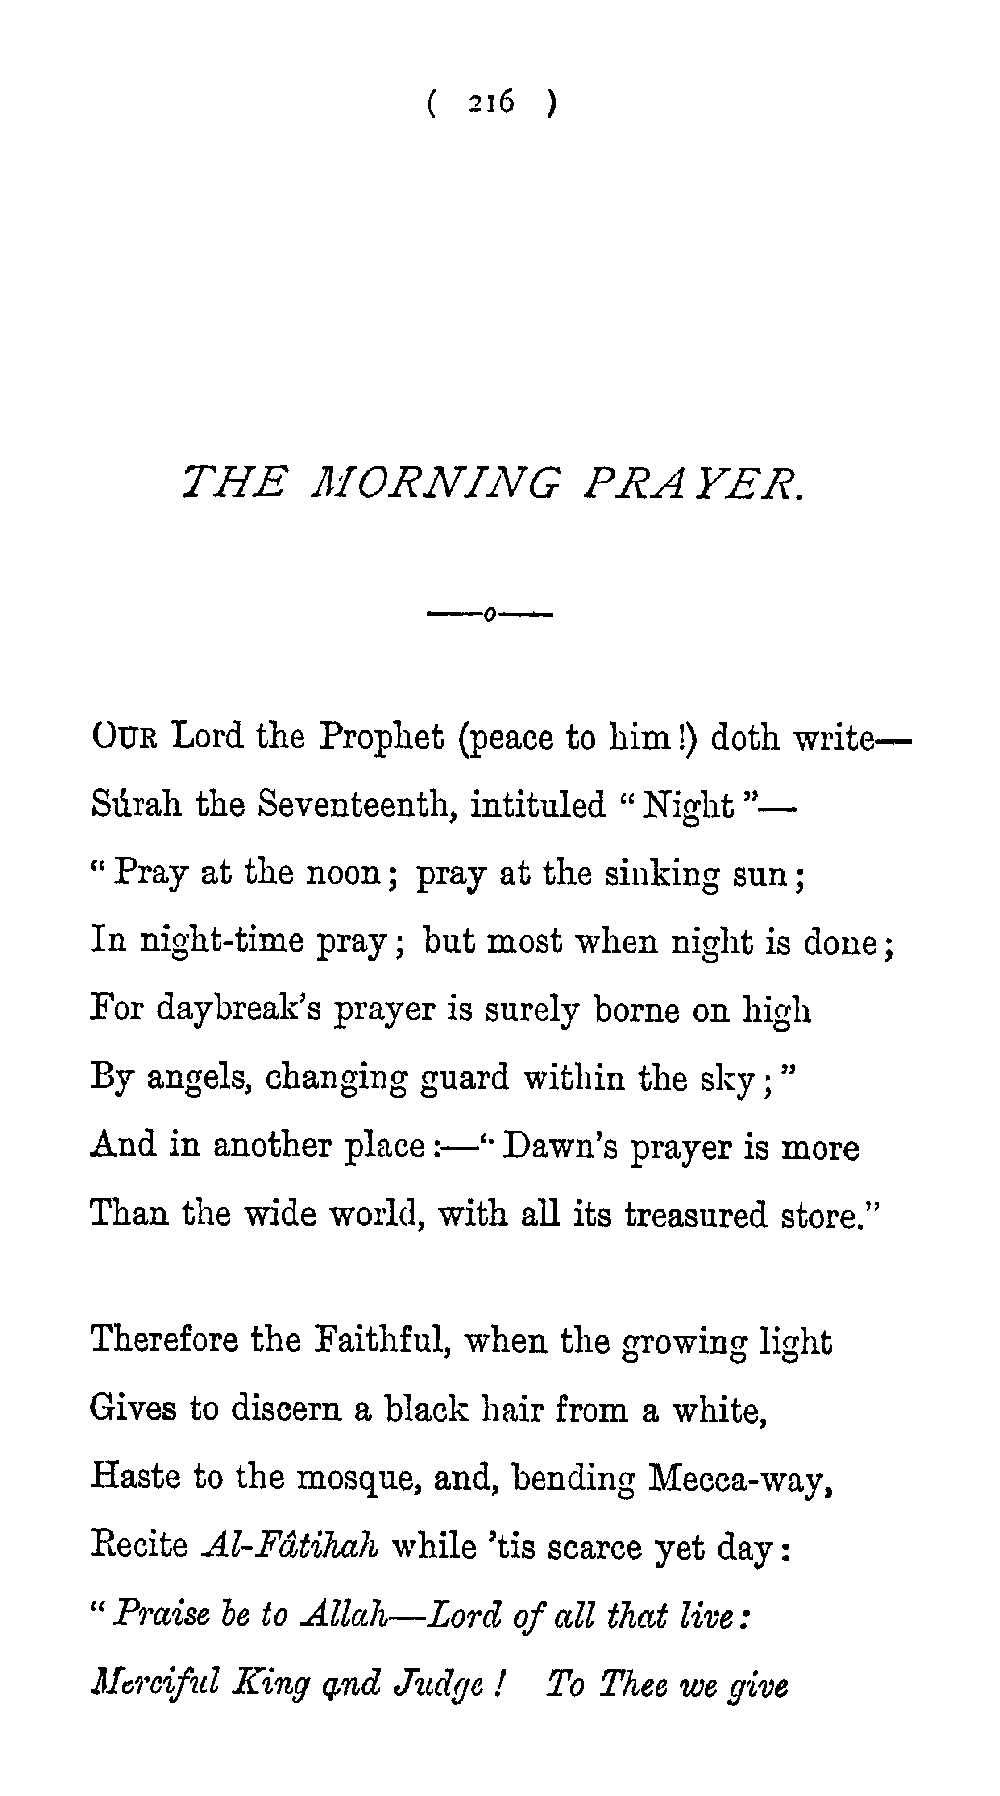 ( 216 )
THE MORNING PRAYER.
OUR Lord the Prophet (peace to him!) doth write—
Súrah the Seventeenth, intituled “Night”—
“Pray at the noon; pray at the sinking sun;
In night-time pray; but most when night is done;
For daybreak’s prayer is surely borne on high
By angels, changing guard within the sky;”
And in another place:—“Dawn’s prayer is more
Than the wide world, with all its treasured store.”
Therefore the Faithful, when the growing light
Gives to discern a black hair from a white,
Haste to the mosque, and, bending Mecca-way,
Recite Al-Fâtihah while ’tis scarce yet day:
“Praise be to Allah—Lord of all that live:
Merciful King and Judge! To Thee we give